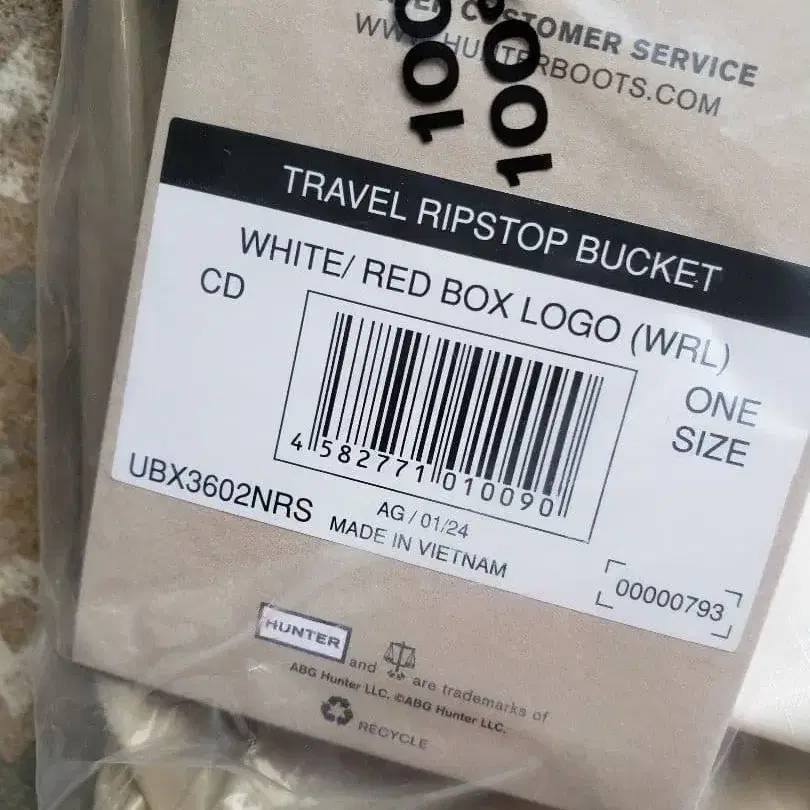 CUSTOMER SERVICE
WWW.HUNTERBOOTS.COM
100
100
TRAVEL RIPSTOP BUCKET
WHITE/ RED BOX LOGO (WRL)
CD
ONE
SIZE
4 582771 010090
UBX3602NRS
AG / 01/24
MADE IN VIETNAM
00000793
HUNTER and are trademarks of
ABG Hunter LLC. ©ABG Hunter LLC.
RECYCLE